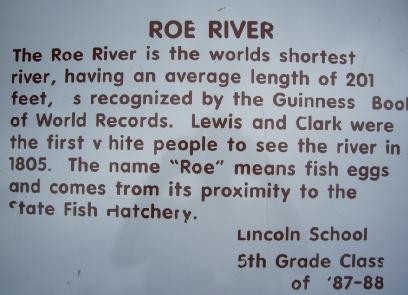 ROE RIVER
The Roe River is the worlds shortest
river, having an average length of 201
feet, s recognized by the Guinness Book
of World Records. Lewis and Clark were
the first v hite people to see the river in
1805. The name "Roe" means fish eggs
and comes from its proximity to the
State Fish Hatchery.
Lincoln School
5th Grade Class
of '87-88